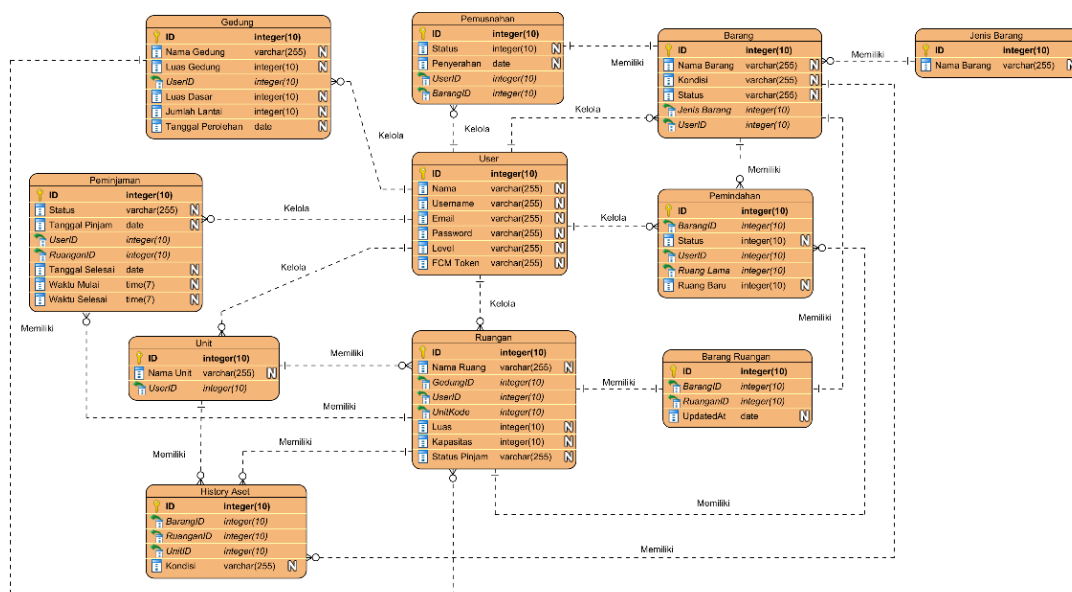 Gedung
ID integer(10)
Nama Gedung varchar(255) N
Luas Gedung integer(10) N
UserID integer(10)
Luas Dasar integer(10) N
Jumlah Lantai integer(10) N
Tanggal Perolehan date N
Pemusnahan
ID integer(10)
Status integer(10) N
Penyerahan date N
UserID integer(10)
BarangID integer(10)
Memiliki
Barang
ID integer(10)
Nama Barang varchar(255) N
Kondisi varchar(255) N
Status varchar(255) N
Jenis Barang integer(10)
UserID integer(10)
Memiliki
Jenis Barang
ID integer(10)
Nama Barang varchar(255) N
Kelola
Kelola
Kelola
User
ID integer(10)
Nama varchar(255) N
Username varchar(255) N
Email varchar(255) N
Password varchar(255) N
Level varchar(255) N
FCM Token varchar(255) N
Memiliki
Peminjaman
ID integer(10)
Status varchar(255) N
Tanggal Pinjam date N
UserID integer(10)
RuanganID integer(10)
Tanggal Selesai date N
Waktu Mulai time(7) N
Waktu Selesai time(7) N
Kelola
Kelola
Kelola
Pemindahan
ID integer(10)
BarangID integer(10)
Status integer(10) N
UserID integer(10)
Ruang Lama integer(10)
Ruang Baru integer(10) N
Kelola
Memiliki
Memiliki
Unit
ID integer(10)
Nama Unit varchar(255) N
UserID integer(10)
Memiliki
Ruangan
ID integer(10)
Nama Ruang varchar(255) N
GedungID integer(10)
UserID integer(10)
UnitKode integer(10)
Luas integer(10) N
Kapasitas integer(10) N
Status Pinjam varchar(255) N
Memiliki
Barang Ruangan
ID integer(10)
BarangID integer(10)
RuanganID integer(10)
UpdatedAt date N
Memiliki
Memiliki
Memiliki
Memiliki
History Aset
ID integer(10)
BarangID integer(10)
RuanganID integer(10)
UnitID integer(10)
Kondisi varchar(255) N
Memiliki